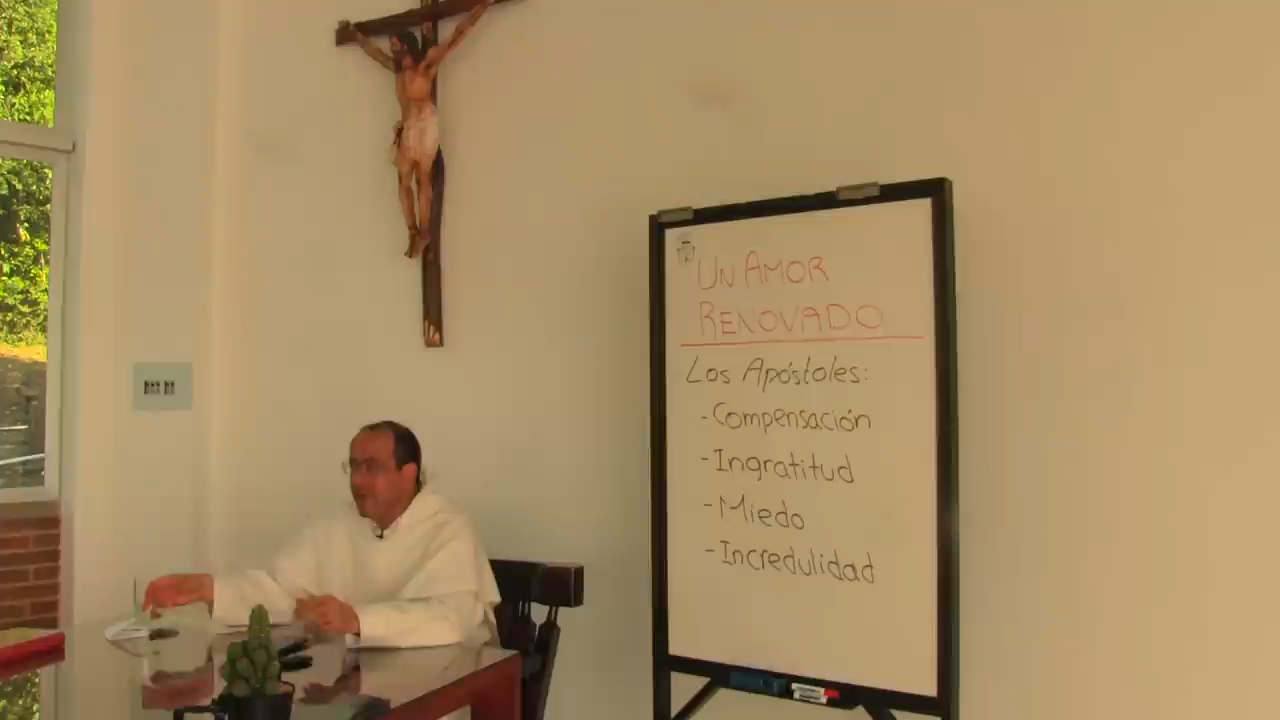 UN AMOR
RENOVADO
Los Apóstoles:
-Compensación
-Ingratitud
-Miedo
-Incredulidad